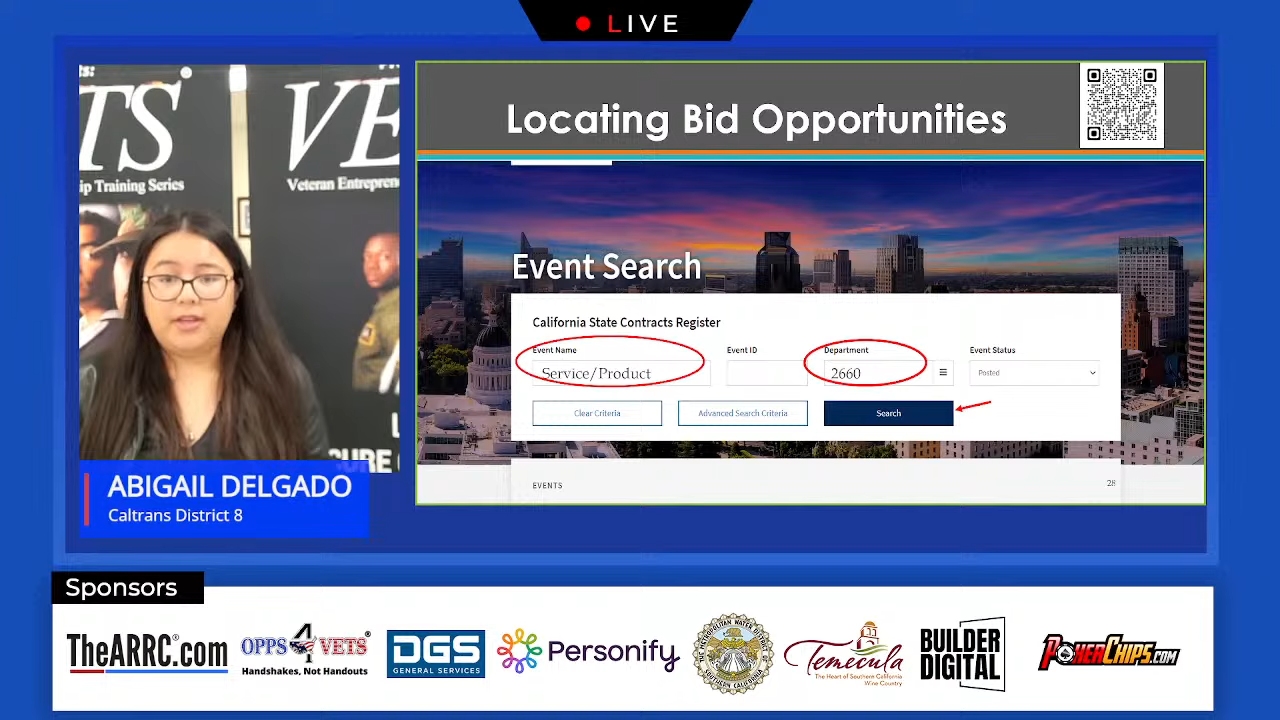 LIVE
TS®
ip Training Series
VE
Veteran Entrepren
Locating Bid Opportunities
Event Search
California State Contracts Register
Event Name
Event ID
Department
Event Status
Service/Product
2660
Posted
Clear Criteria
Advanced Search Criteria
Search
EVENTS
28
ABIGAIL DELGADO
Caltrans District 8
Sponsors
TheARRC®.com
OPPS 4 VETS®
Handshakes, Not Handouts
DGS
GENERAL SERVICES
Personify
Temecula
The Heart of Southern California
Wine Country
BUILDER
DIGITAL
POKERCHIPS.COM